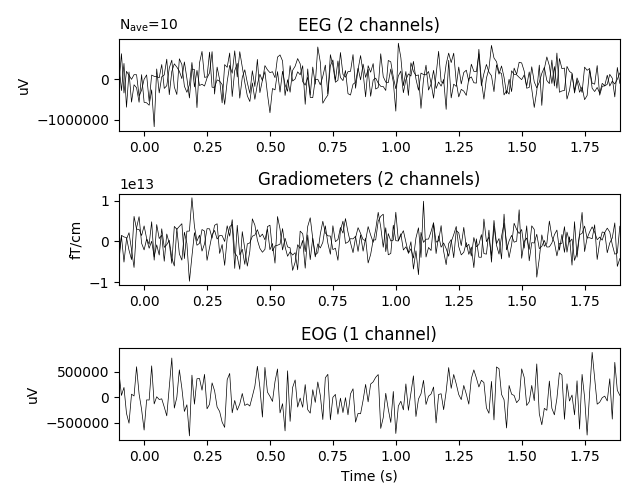 N_ave=10
EEG (2 channels)
0
−1000000
uV
0.00 0.25 0.50 0.75 1.00 1.25 1.50 1.75
1e13
Gradiometers (2 channels)
1
0
−1
fT/cm
0.00 0.25 0.50 0.75 1.00 1.25 1.50 1.75
EOG (1 channel)
500000
0
−500000
uV
0.00 0.25 0.50 0.75 1.00 1.25 1.50 1.75
Time (s)